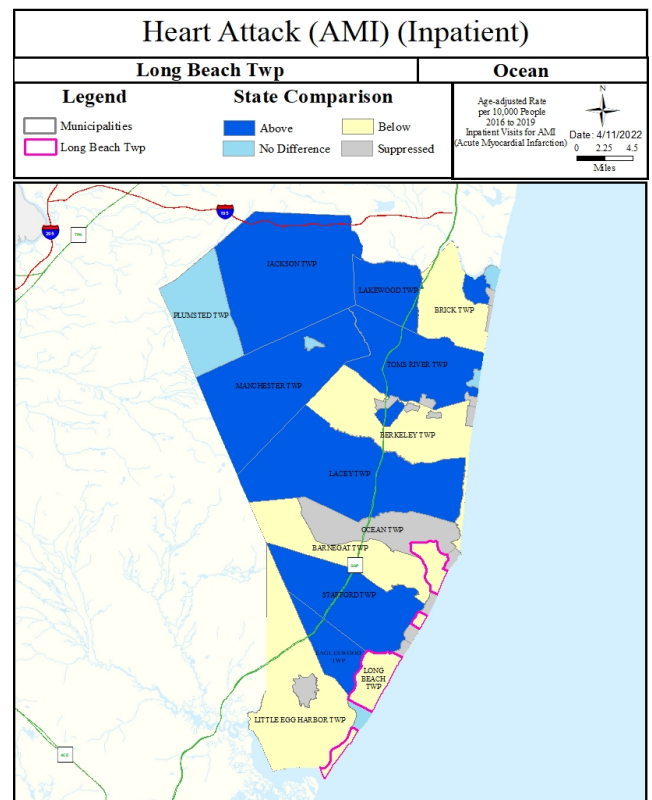 Heart Attack (AMI) (Inpatient)
Long Beach Twp
Ocean
Legend
Municipalities
Long Beach Twp
State Comparison
Above
Below
No Difference
Suppressed
Age-adjusted Rate
per 10,000 People
2016 to 2019
Inpatient Visits for AMI
(Acute Myocardial Infarction)
N
Date: 4/11/2022
0 2.25 4.5
Miles
195
JACKSON TWP
LAKEWOOD TWP
BRICK TWP
PLUMSTED TWP
TOMS RIVER TWP
MANCHESTER TWP
BERKELEY TWP
LACEY TWP
OCEAN TWP
BARNEGAT TWP
STAFFORD TWP
EAGLESWOOD
TWP
LONG
BEACH
TWP
LITTLE EGG HARBOR TWP